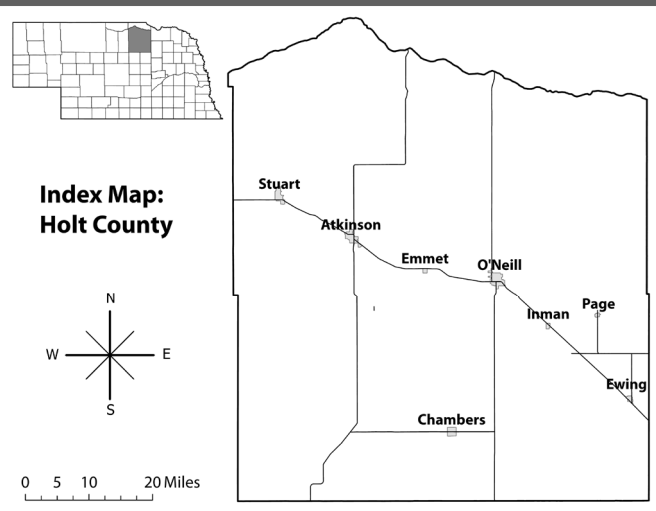 Index Map:
Holt County
N
W E
S
0 5 10 20 Miles
Stuart
Atkinson
Emmet
O'Neill
Page
Inman
Ewing
Chambers